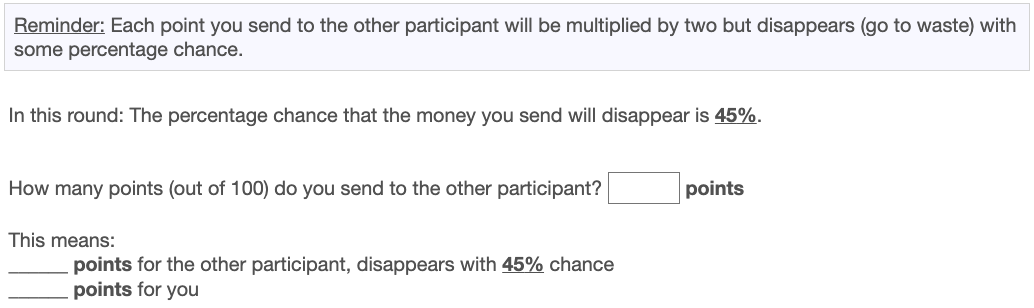 Reminder: Each point you send to the other participant will be multiplied by two but disappears (go to waste) with
some percentage chance.
In this round: The percentage chance that the money you send will disappear is 45%.
How many points (out of 100) do you send to the other participant? points
This means:
______ points for the other participant, disappears with 45% chance
______ points for you